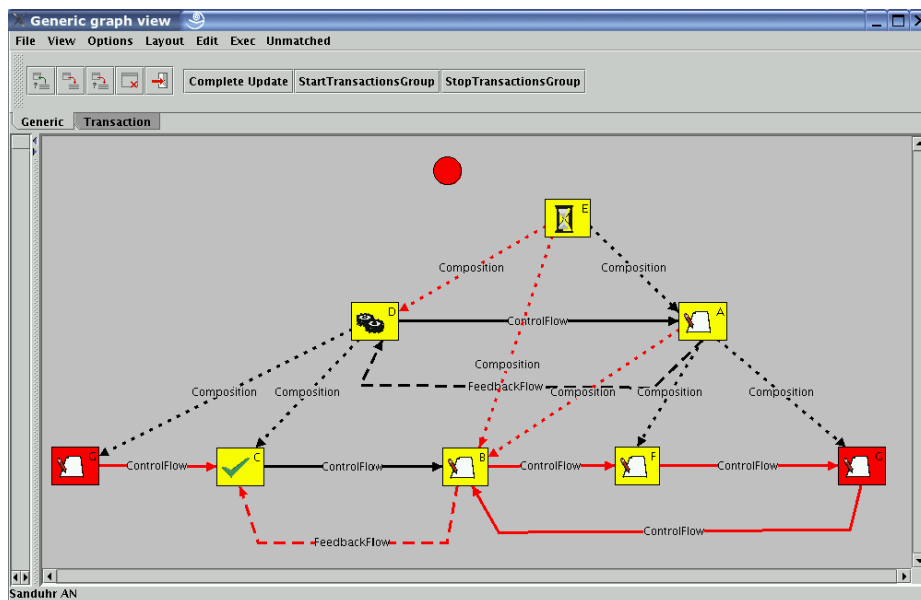 Generic graph view
File View Options Layout Edit Exec Unmatched
Complete Update StartTransactionsGroup StopTransactionsGroup
Generic Transaction
E
Composition Composition
D A
ControlFlow
Composition
FeedbackFlow
Composition Composition Composition Composition Composition
G C B F G
ControlFlow ControlFlow ControlFlow ControlFlow
ControlFlow
FeedbackFlow
Sanduhr AN